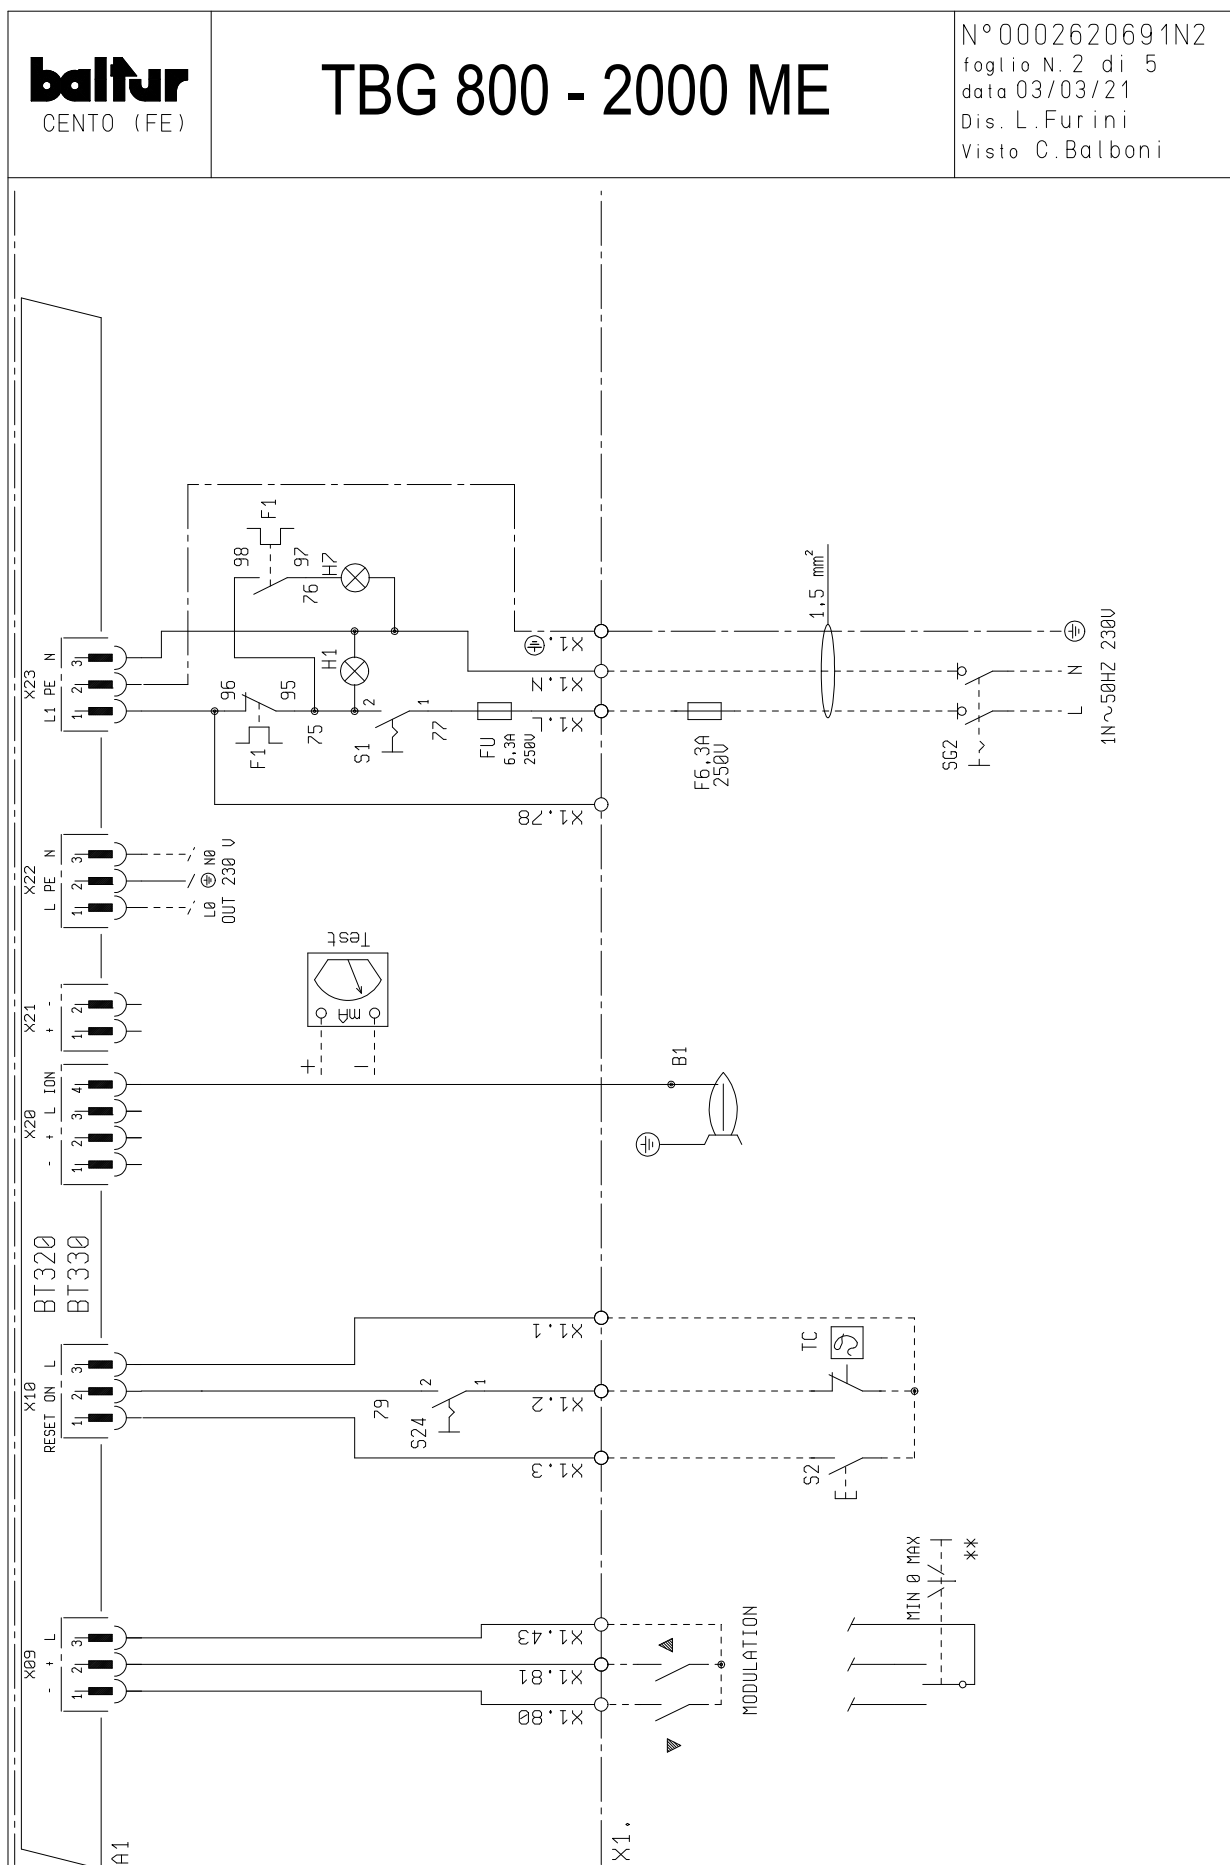 baltur
CENTO (FE)
TBG 800 - 2000 ME
N°0002620691N2
foglio N. 2 di 5
data 03/03/21
Dis. L.Furini
Visto C.Balboni
X23
L1 PE N
1 2 3
F1
98
97
76
H7
96
95
F1
75
H1
S1
2
1
77
FU
6,3A
250V
X1.
X1.N
X1.L
X1.78
1,5 mm²
F6,3A
250V
SG2
N
L
1N~50HZ 230V
X22
L PE N
1 2 3
L0 N0
OUT 230 V
X21
+ -
1 2
Test
mA
+
-
X20
- + L ION
1 2 3 4
B1
BT320
BT330
X10
RESET ON L
1 2 3
79
S24
2
1
X1.1
X1.2
X1.3
TC
S2
X09
- + L
1 2 3
X1.43
X1.81
X1.80
MODULATION
MIN 0 MAX
**
A1
X1.